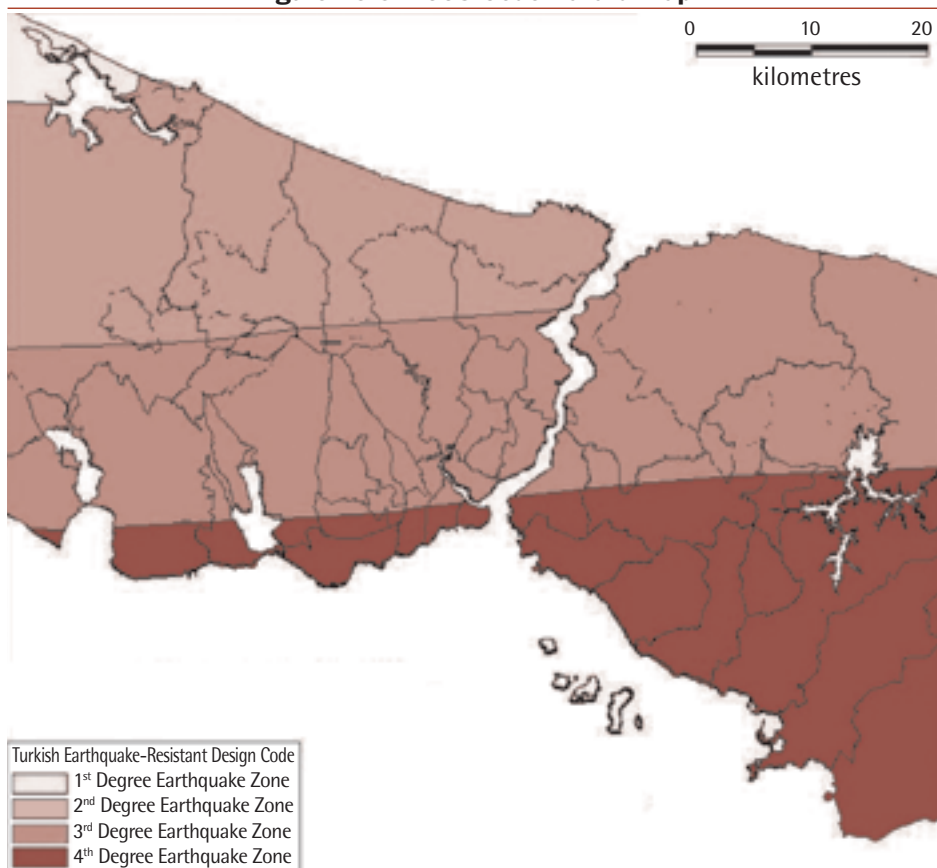 0 10 20
kilometres
Turkish Earthquake-Resistant Design Code
1st Degree Earthquake Zone
2nd Degree Earthquake Zone
3rd Degree Earthquake Zone
4th Degree Earthquake Zone